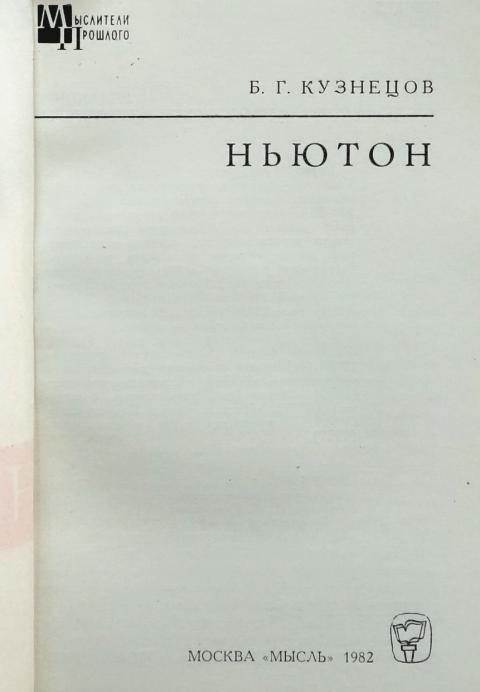 Мыслители
Прошлого
Б. Г. КУЗНЕЦОВ
НЬЮТОН
МОСКВА «МЫСЛЬ» 1982